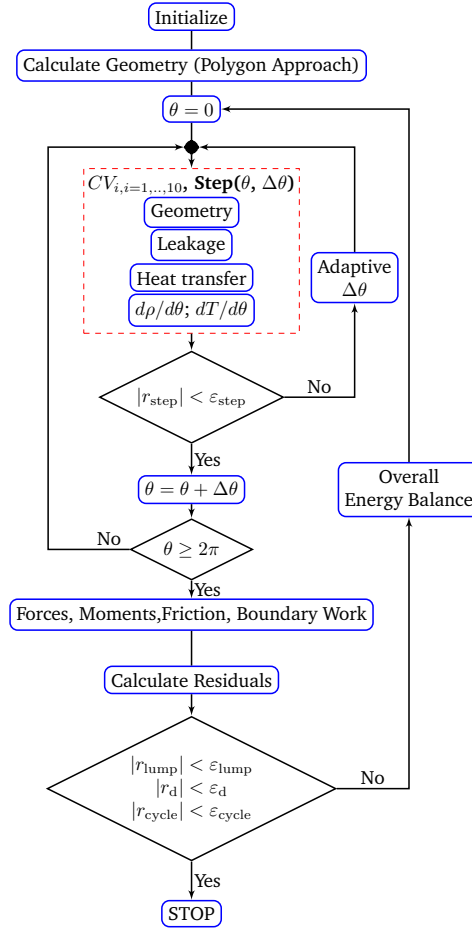 Initialize
Calculate Geometry (Polygon Approach)
θ = 0
CV_{i,i=1,..,10}, Step(θ, Δθ)
Geometry
Leakage
Heat transfer
dρ/dθ; dT/dθ
Adaptive
Δθ
|r_step| < ε_step
No
Yes
θ = θ + Δθ
Overall
Energy Balance
No
θ ≥ 2π
Yes
Forces, Moments,Friction, Boundary Work
Calculate Residuals
|r_lump| < ε_lump
|r_d| < ε_d
|r_cycle| < ε_cycle
No
Yes
STOP